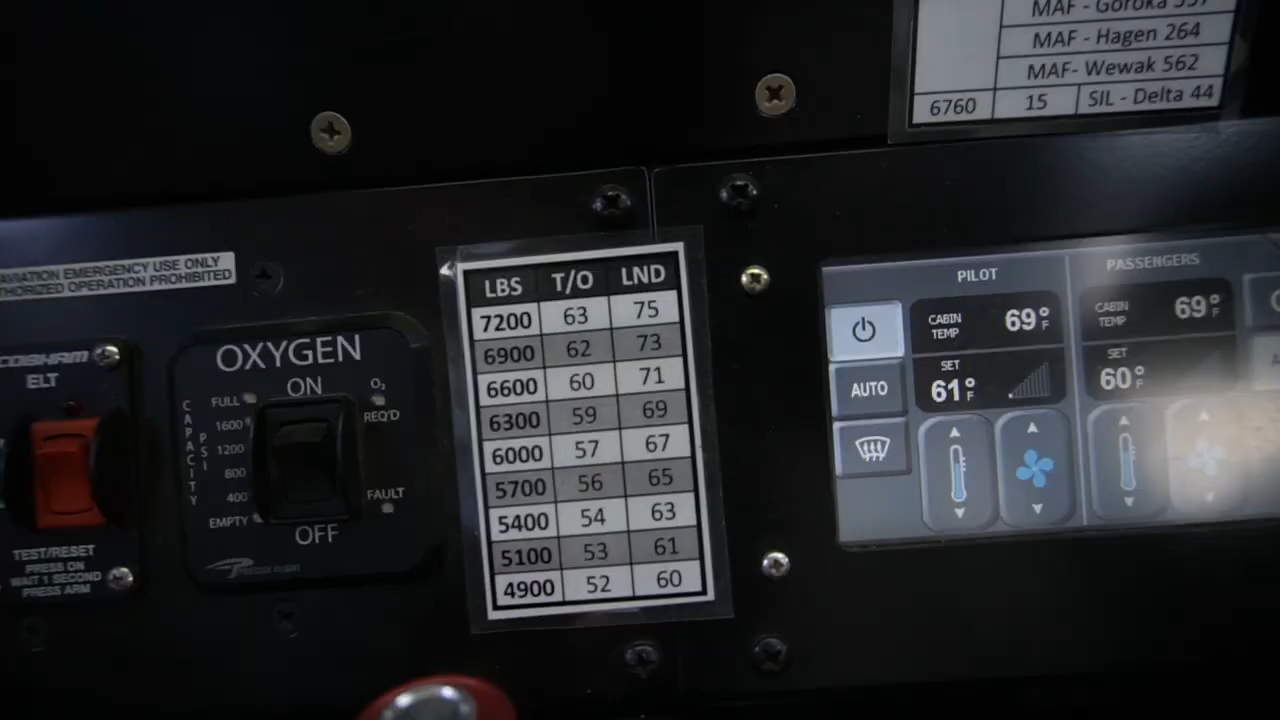 MAF - Goroka 557
MAF - Hagen 264
MAF- Wewak 562
6760 15 SIL - Delta 44
AVIATION EMERGENCY USE ONLY
OPERATION PROHIBITED
COBHAM
ELT
TEST/RESET
PRESS ON
WAIT 1 SECOND
PRESS ARM
OXYGEN
ON
CAPACITY
PSI
FULL
1600
1200
800
400
EMPTY
O₂
REQ'D
FAULT
OFF
LBS T/O LND
7200 63 75
6900 62 73
6600 60 71
6300 59 69
6000 57 67
5700 56 65
5400 54 63
5100 53 61
4900 52 60
PILOT
CABIN TEMP 69°F
AUTO
SET 61°F
PASSENGERS
CABIN TEMP 69°F
SET 60°F